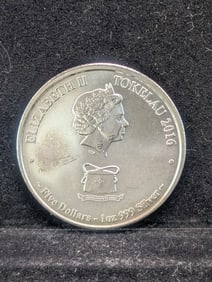 ELIZABETH II TOKELAU 2016
~ Five Dollars - 1 oz 999 Silver ~